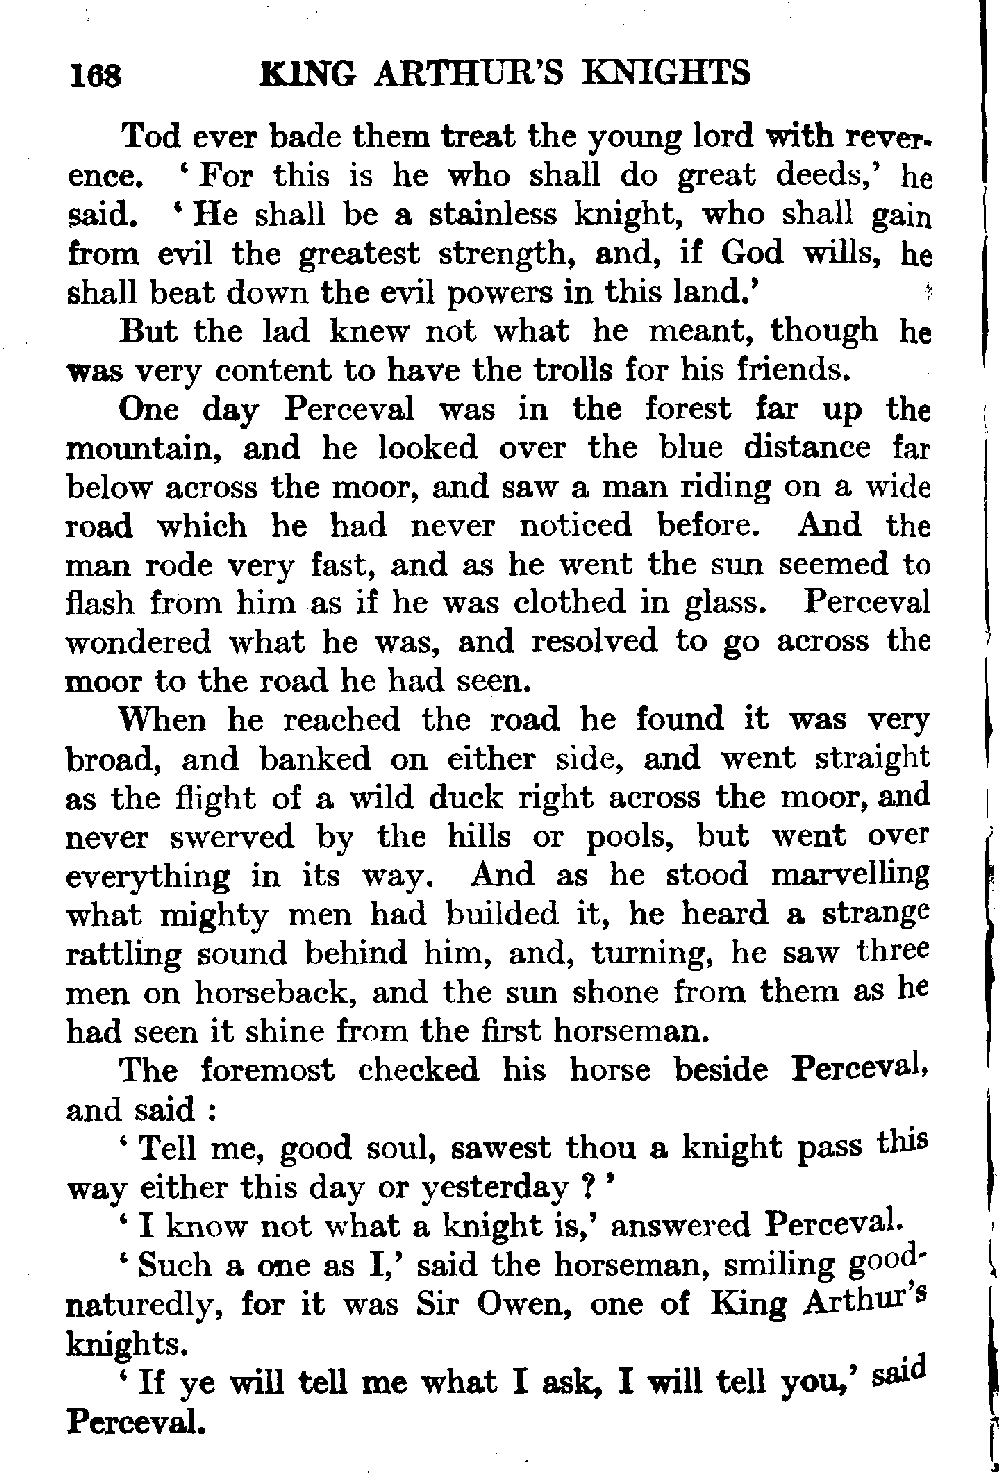 168 KING ARTHUR'S KNIGHTS
Tod ever bade them treat the young lord with rever-
ence. ‘ For this is he who shall do great deeds,’ he
said. ‘ He shall be a stainless knight, who shall gain
from evil the greatest strength, and, if God wills, he
shall beat down the evil powers in this land.’
But the lad knew not what he meant, though he
was very content to have the trolls for his friends.
One day Perceval was in the forest far up the
mountain, and he looked over the blue distance far
below across the moor, and saw a man riding on a wide
road which he had never noticed before. And the
man rode very fast, and as he went the sun seemed to
flash from him as if he was clothed in glass. Perceval
wondered what he was, and resolved to go across the
moor to the road he had seen.
When he reached the road he found it was very
broad, and banked on either side, and went straight
as the flight of a wild duck right across the moor, and
never swerved by the hills or pools, but went over
everything in its way. And as he stood marvelling
what mighty men had builded it, he heard a strange
rattling sound behind him, and, turning, he saw three
men on horseback, and the sun shone from them as he
had seen it shine from the first horseman.
The foremost checked his horse beside Perceval,
and said :
‘ Tell me, good soul, sawest thou a knight pass this
way either this day or yesterday ? ’
‘ I know not what a knight is,’ answered Perceval.
‘ Such a one as I,’ said the horseman, smiling good-
naturedly, for it was Sir Owen, one of King Arthur's
knights.
‘ If ye will tell me what I ask, I will tell you,’ said
Perceval.